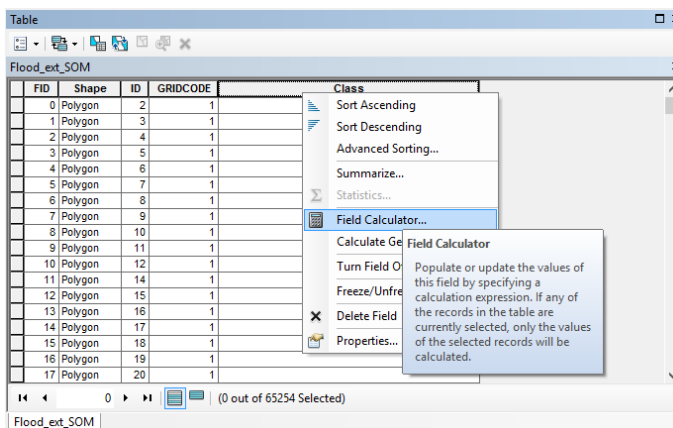 Table
Flood_ext_SOM
FID Shape ID GRIDCODE Class
0 Polygon 2 1
1 Polygon 3 1
2 Polygon 4 1
3 Polygon 5 1
4 Polygon 6 1
5 Polygon 7 1
6 Polygon 8 1
7 Polygon 9 1
8 Polygon 10 1
9 Polygon 11 1
10 Polygon 12 1
11 Polygon 14 1
12 Polygon 15 1
13 Polygon 16 1
14 Polygon 17 1
15 Polygon 18 1
16 Polygon 19 1
17 Polygon 20 1
Sort Ascending
Sort Descending
Advanced Sorting...
Summarize...
Σ Statistics...
Field Calculator...
Calculate Ge
Turn Field O
Freeze/Unfre
Delete Field
Properties...
Field Calculator
Populate or update the values of
this field by specifying a
calculation expression. If any of
the records in the table are
currently selected, only the values
of the selected records will be
calculated.
0 (0 out of 65254 Selected)
Flood_ext_SOM